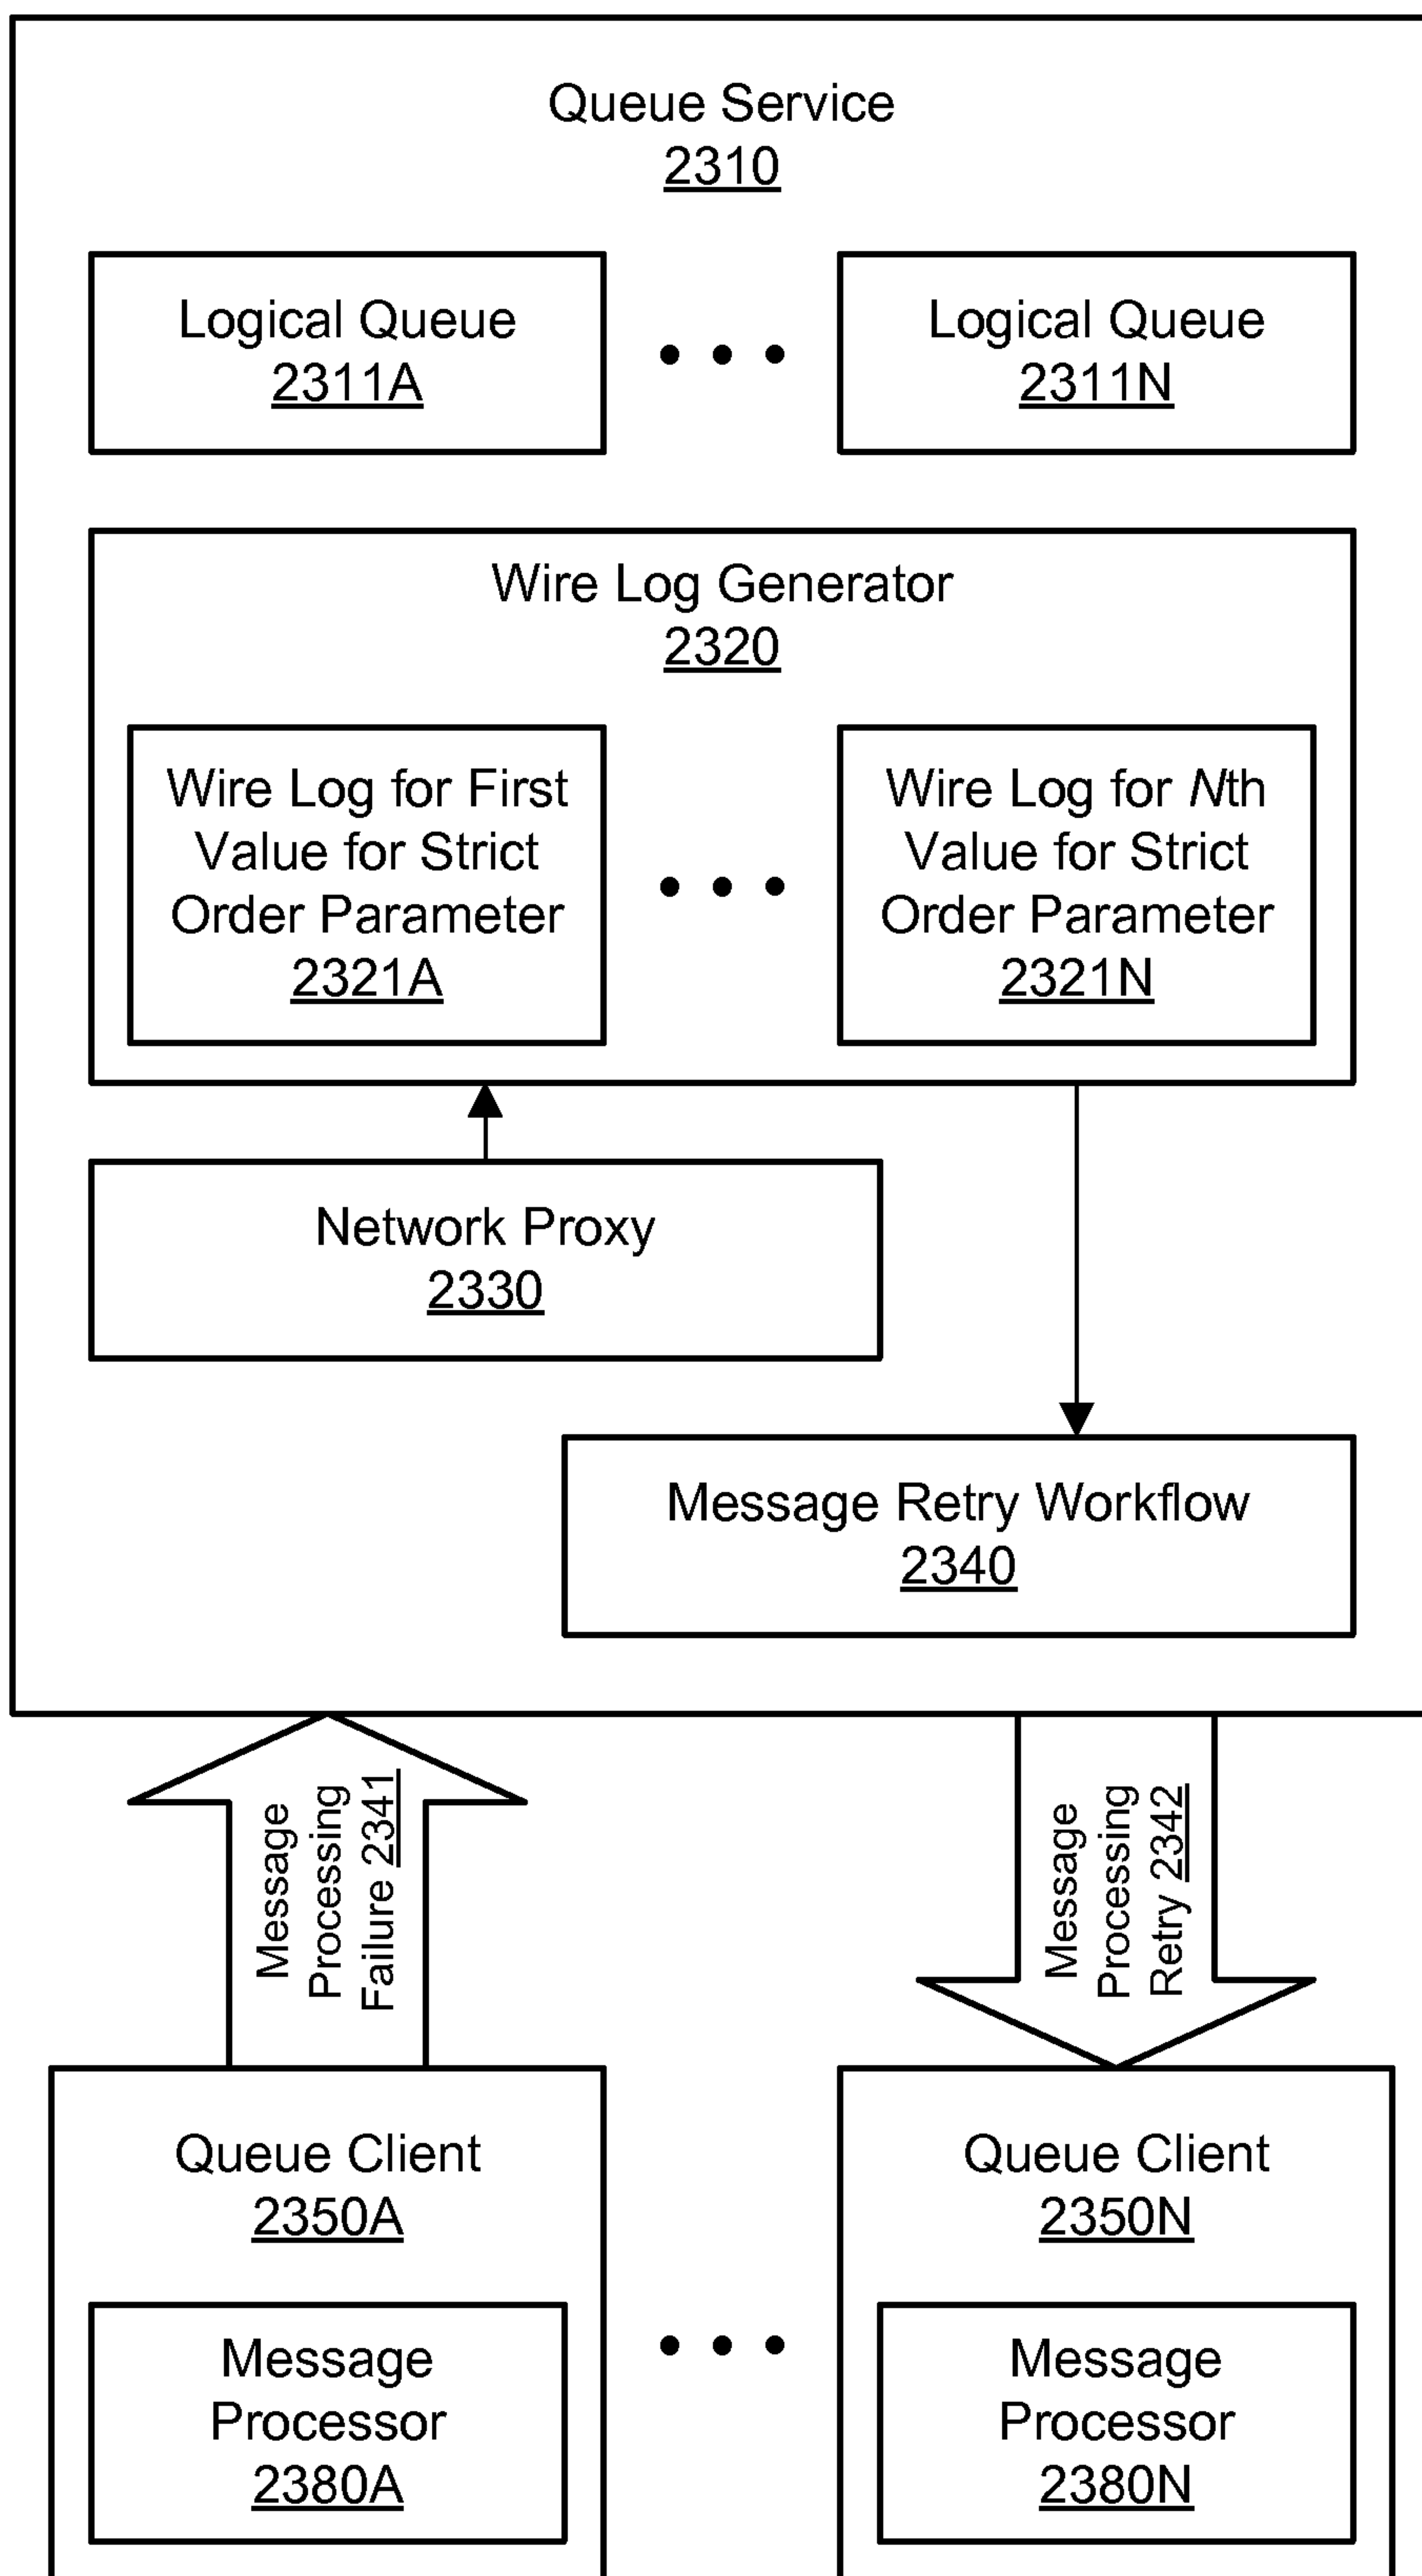 Queue Service
2310
Logical Queue
2311A
Logical Queue
2311N
Wire Log Generator
2320
Wire Log for First
Value for Strict
Order Parameter
2321A
Wire Log for Nth
Value for Strict
Order Parameter
2321N
Network Proxy
2330
Message Retry Workflow
2340
Message
Processing
Failure 2341
Message
Processing
Retry 2342
Queue Client
2350A
Message
Processor
2380A
Queue Client
2350N
Message
Processor
2380N